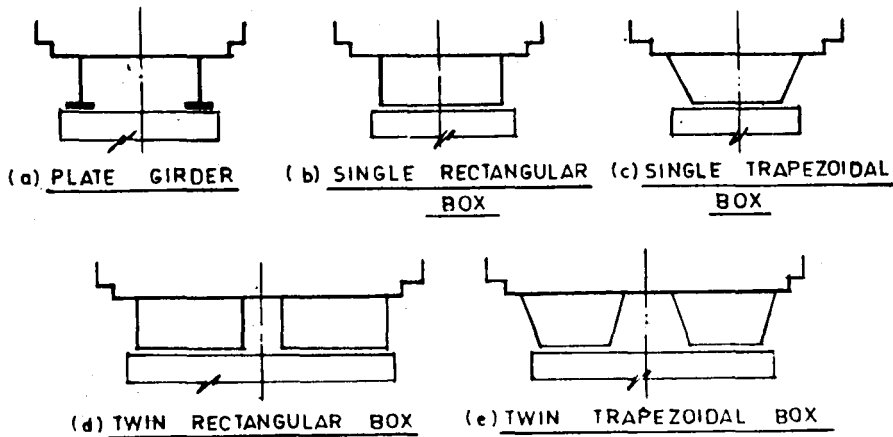 (a) PLATE GIRDER
(b) SINGLE RECTANGULAR
BOX
(c) SINGLE TRAPEZOIDAL
BOX
(d) TWIN RECTANGULAR BOX
(e) TWIN TRAPEZOIDAL BOX